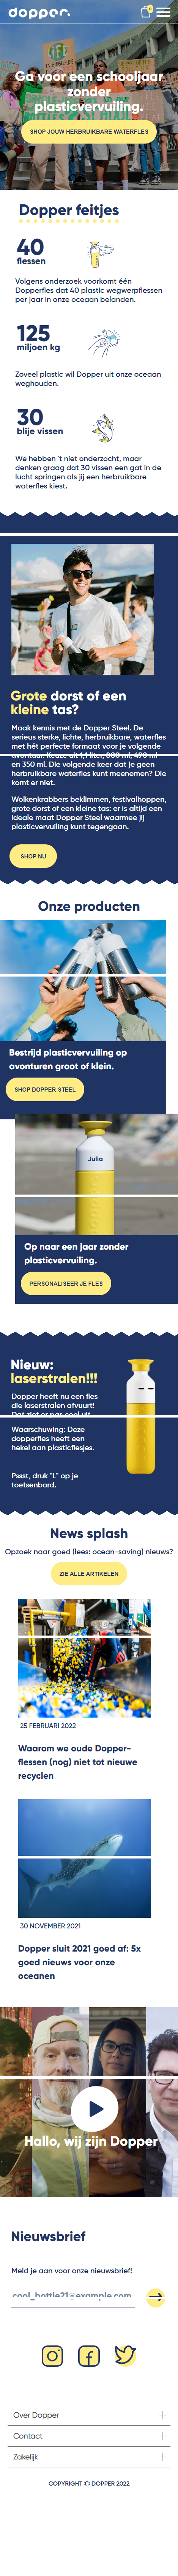 dopper.
0
Ga voor een schooljaar
zonder
plasticvervuiling.
SHOP JOUW HERBRUIKBARE WATERFLES
Dopper feitjes
40
flessen
Volgens onderzoek voorkomt één
Dopperfles dat 40 plastic wegwerpflessen
per jaar in onze oceaan belanden.
125
miljoen kg
Zoveel plastic wil Dopper uit onze oceaan
weghouden.
30
blije vissen
We hebben 't niet onderzocht, maar
denken graag dat 30 vissen een gat in de
lucht springen als jij een herbruikbare
waterfles kiest.
Grote dorst of een
kleine tas?
Maak kennis met de Dopper Steel. De
serieus sterke, lichte, herbruikbare, waterfles
met hét perfecte formaat voor je volgende
en 350 ml. Die volgende keer dat je geen
herbruikbare waterfles kunt meenemen? Die
komt er niet.
Wolkenkrabbers beklimmen, festivalhoppen,
grote dorst of een kleine tas: er is altijd een
ideale maat Dopper Steel waarmee jij
plasticvervuiling kunt tegengaan.
SHOP NU
Onze producten
Bestrijd plasticvervuiling op
avonturen groot of klein.
SHOP DOPPER STEEL
Julia
Op naar een jaar zonder
plasticvervuiling.
PERSONALISEER JE FLES
Nieuw:
laserstralen!!!
Dopper heeft nu een fles
die laserstralen afvuurt!
Dat ziet er pas cool uit.
Waarschuwing: Deze
dopperfles heeft een
hekel aan plasticflesjes.
Pssst, druk "L" op je
toetsenbord.
News splash
Opzoek naar goed (lees: ocean-saving) nieuws?
ZIE ALLE ARTIKELEN
25 FEBRUARI 2022
Waarom we oude Dopper-
flessen (nog) niet tot nieuwe
recyclen
30 NOVEMBER 2021
Dopper sluit 2021 goed af: 5x
goed nieuws voor onze
oceanen
Hallo, wij zijn Dopper
Nieuwsbrief
Meld je aan voor onze nieuwsbrief!
cool_bottle21@example.com
Over Dopper
Contact
Zakelijk
COPYRIGHT © DOPPER 2022